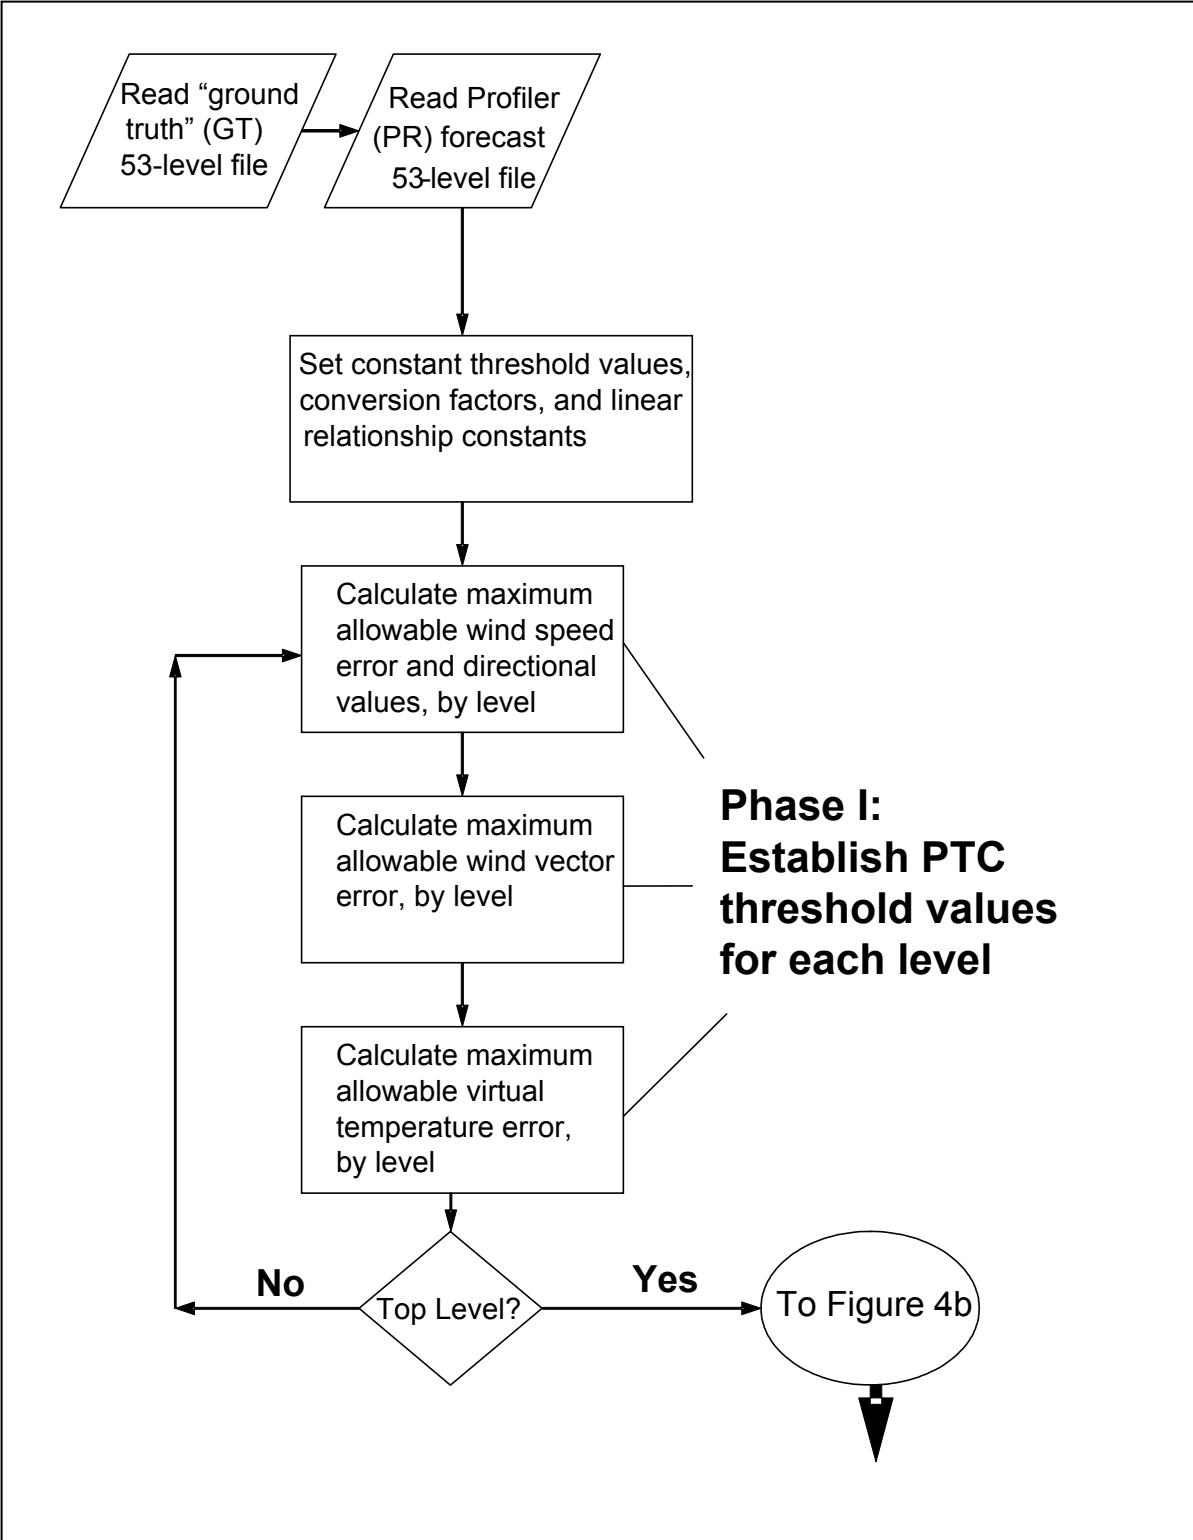 Read “ground
truth” (GT)
53-level file
Read Profiler
(PR) forecast
53-level file
Set constant threshold values,
conversion factors, and linear
relationship constants
Calculate maximum
allowable wind speed
error and directional
values, by level
Calculate maximum
allowable wind vector
error, by level
Phase I:
Establish PTC
threshold values
for each level
Calculate maximum
allowable virtual
temperature error,
by level
No
Top Level?
Yes
To Figure 4b